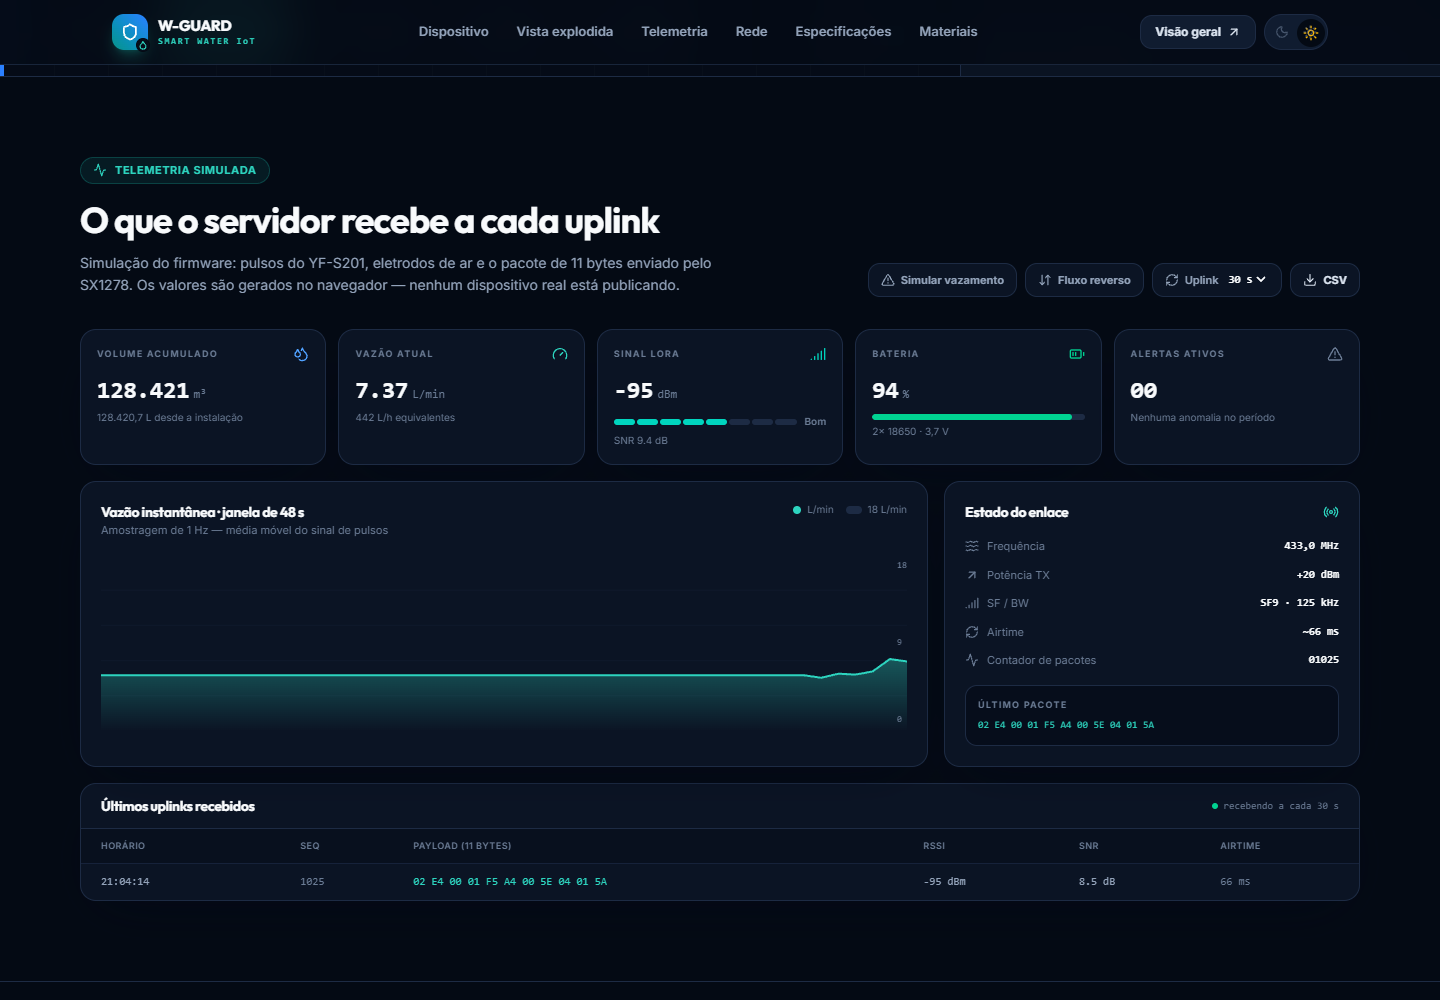 W-GUARD
SMART WATER IoT
Dispositivo
Vista explodida
Telemetria
Rede
Especificações
Materiais
Visão geral
TELEMETRIA SIMULADA
O que o servidor recebe a cada uplink
Simulação do firmware: pulsos do YF-S201, eletrodos de ar e o pacote de 11 bytes enviado pelo
SX1278. Os valores são gerados no navegador — nenhum dispositivo real está publicando.
Simular vazamento
Fluxo reverso
Uplink 30 s
CSV
VOLUME ACUMULADO
128.421 m³
128.420,7 L desde a instalação
VAZÃO ATUAL
7.37 L/min
442 L/h equivalentes
SINAL LORA
-95 dBm
Bom
SNR 9.4 dB
BATERIA
94 %
2× 18650 · 3,7 V
ALERTAS ATIVOS
00
Nenhuma anomalia no período
Vazão instantânea · janela de 48 s
Amostragem de 1 Hz — média móvel do sinal de pulsos
L/min
18 L/min
18
9
0
Estado do enlace
Frequência 433,0 MHz
Potência TX +20 dBm
SF / BW SF9 · 125 kHz
Airtime ~66 ms
Contador de pacotes 01025
ÚLTIMO PACOTE
02 E4 00 01 F5 A4 00 5E 04 01 5A
Últimos uplinks recebidos
recebendo a cada 30 s
HORÁRIO SEQ PAYLOAD (11 BYTES) RSSI SNR AIRTIME
21:04:14 1025 02 E4 00 01 F5 A4 00 5E 04 01 5A -95 dBm 8.5 dB 66 ms